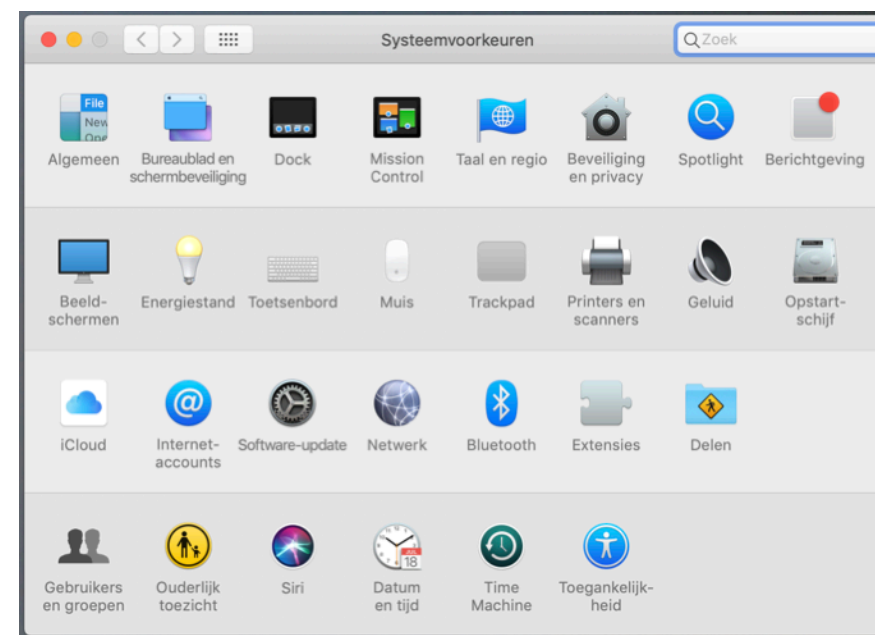 Systeemvoorkeuren
Zoek
File
New
One
Algemeen
Bureaublad en
schermbeveiliging
Dock
Mission
Control
Taal en regio
Beveiliging
en privacy
Spotlight
Berichtgeving
Beeld-
schermen
Energiestand
Toetsenbord
Muis
Trackpad
Printers en
scanners
Geluid
Opstart-
schijf
iCloud
@
Internet-
accounts
Software-update
Netwerk
Bluetooth
Extensies
Delen
Gebruikers
en groepen
Ouderlijk
toezicht
Siri
JUL
18
Datum
en tijd
Time
Machine
Toegankelijk-
heid